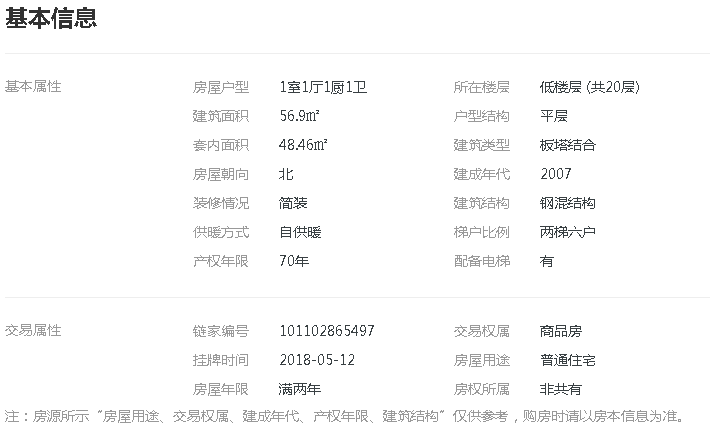 基本信息
基本属性 房屋户型 1室1厅1厨1卫 所在楼层 低楼层 (共20层)
建筑面积 56.9㎡ 户型结构 平层
套内面积 48.46㎡ 建筑类型 板塔结合
房屋朝向 北 建成年代 2007
装修情况 简装 建筑结构 钢混结构
供暖方式 自供暖 梯户比例 两梯六户
产权年限 70年 配备电梯 有
交易属性 链家编号 101102865497 交易权属 商品房
挂牌时间 2018-05-12 房屋用途 普通住宅
房屋年限 满两年 房权所属 非共有
注：房源所示“房屋用途、交易权属、建成年代、产权年限、建筑结构”仅供参考，购房时请以房本信息为准。